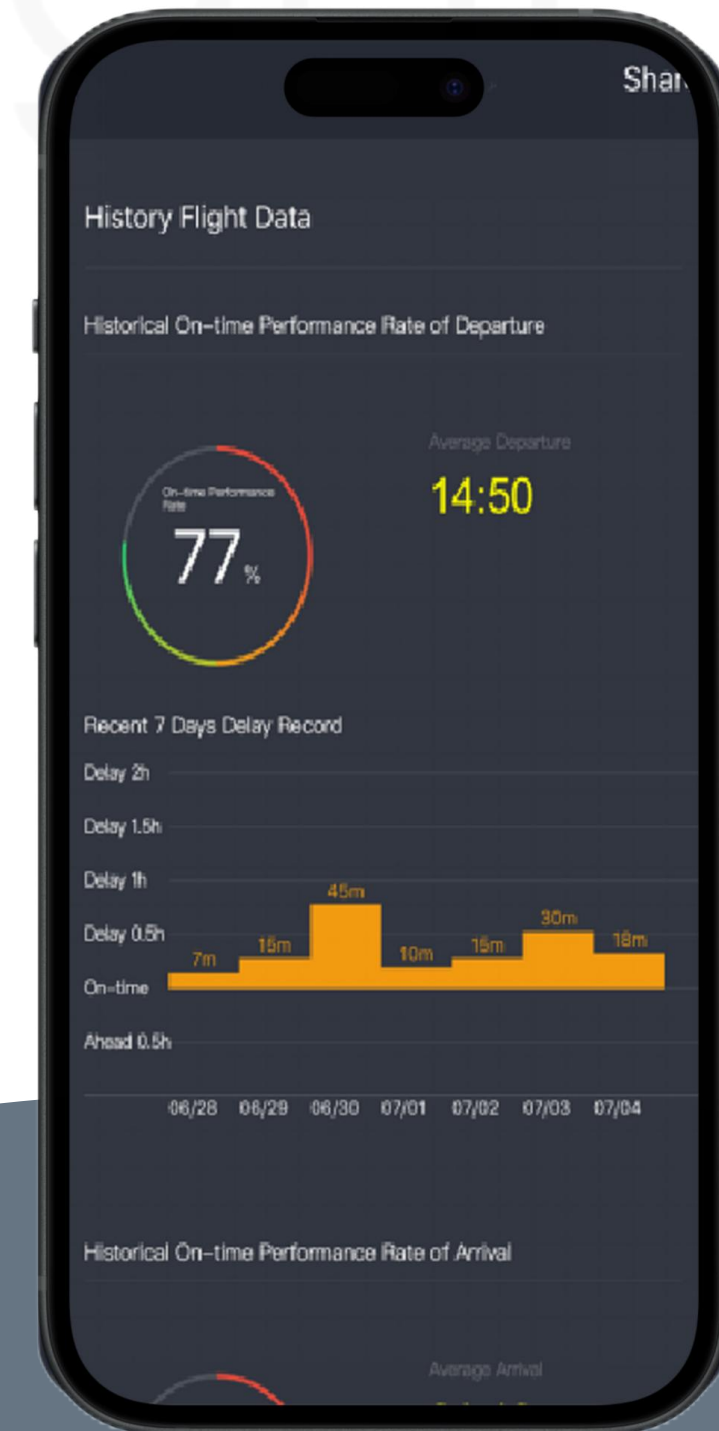 Shar
History Flight Data
Historical On-time Performance Rate of Departure
Average Departure
On-time Performance
Rate
14:50
77%
Recent 7 Days Delay Record
Delay 2h
Delay 1.5h
Delay 1h
45m
Delay 0.5h
7m 15m 10m 15m 30m 18m
On-time
Ahead 0.5h
06/28 06/29 06/30 07/01 07/02 07/03 07/04
Historical On-time Performance Rate of Arrival
Average Arrival